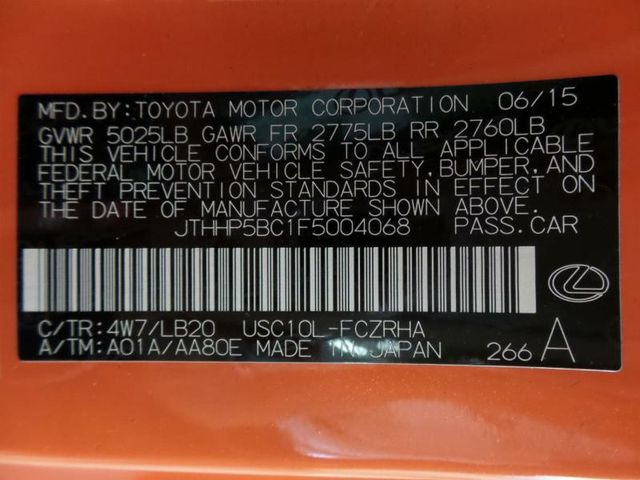 MFD.BY:TOYOTA MOTOR CORPORATION 06/15
GVWR 5025LB GAWR FR 2775LB RR 2760LB
THIS VEHICLE CONFORMS TO ALL APPLICABLE
FEDERAL MOTOR VEHICLE SAFETY,BUMPER,AND
THEFT PREVENTION STANDARDS IN EFFECT ON
THE DATE OF MANUFACTURE SHOWN ABOVE.
JTHHP5BC1F5004068 PASS.CAR
C/TR:4W7/LB20 USC10L-FCZRHA
A/TM:A01A/AA80E MADE IN JAPAN 266 A